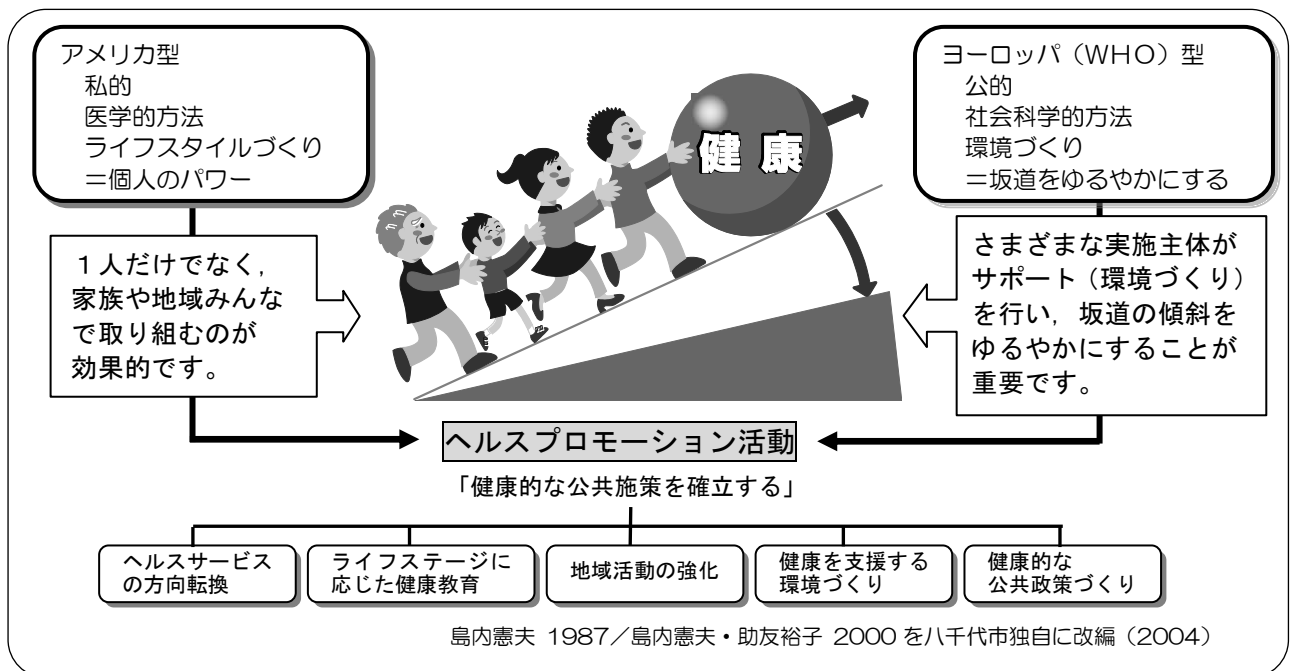 アメリカ型
私的
医学的方法
ライフスタイルづくり
＝個人のパワー
ヨーロッパ（ＷＨＯ）型
公的
社会科学的方法
環境づくり
＝坂道をゆるやかにする
健康
１人だけでなく，
家族や地域みんな
で取り組むのが
効果的です。
さまざまな実施主体が
サポート（環境づくり）
を行い，坂道の傾斜を
ゆるやかにすることが
重要です。
ヘルスプロモーション活動
「健康的な公共施策を確立する」
ヘルスサービス
の方向転換
ライフステージに
応じた健康教育
地域活動の強化
健康を支援する
環境づくり
健康的な
公共政策づくり
島内憲夫 1987／島内憲夫・助友裕子 2000 を八千代市独自に改編（2004）